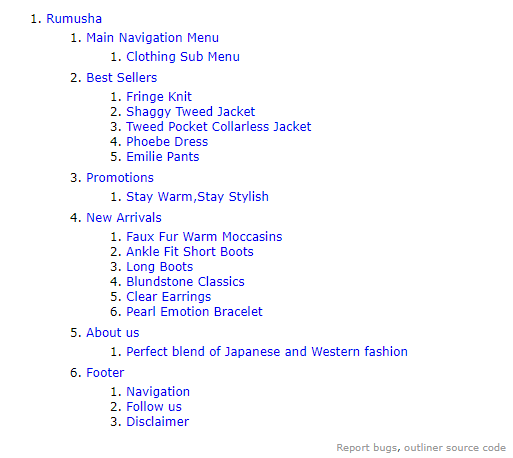 1. Rumusha
1. Main Navigation Menu
1. Clothing Sub Menu
2. Best Sellers
1. Fringe Knit
2. Shaggy Tweed Jacket
3. Tweed Pocket Collarless Jacket
4. Phoebe Dress
5. Emilie Pants
3. Promotions
1. Stay Warm,Stay Stylish
4. New Arrivals
1. Faux Fur Warm Moccasins
2. Ankle Fit Short Boots
3. Long Boots
4. Blundstone Classics
5. Clear Earrings
6. Pearl Emotion Bracelet
5. About us
1. Perfect blend of Japanese and Western fashion
6. Footer
1. Navigation
2. Follow us
3. Disclaimer
Report bugs, outliner source code